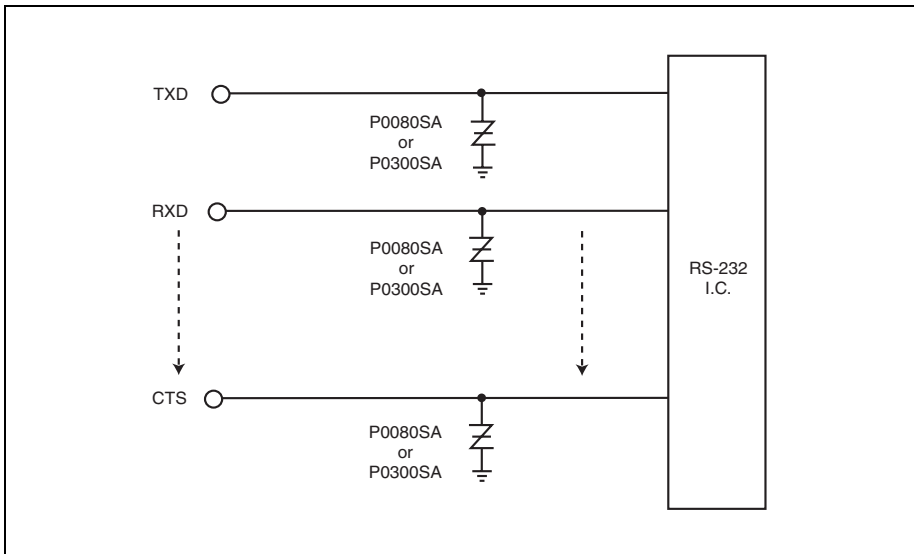 TXD
P0080SA
or
P0300SA
RXD
P0080SA
or
P0300SA
RS-232
I.C.
CTS
P0080SA
or
P0300SA